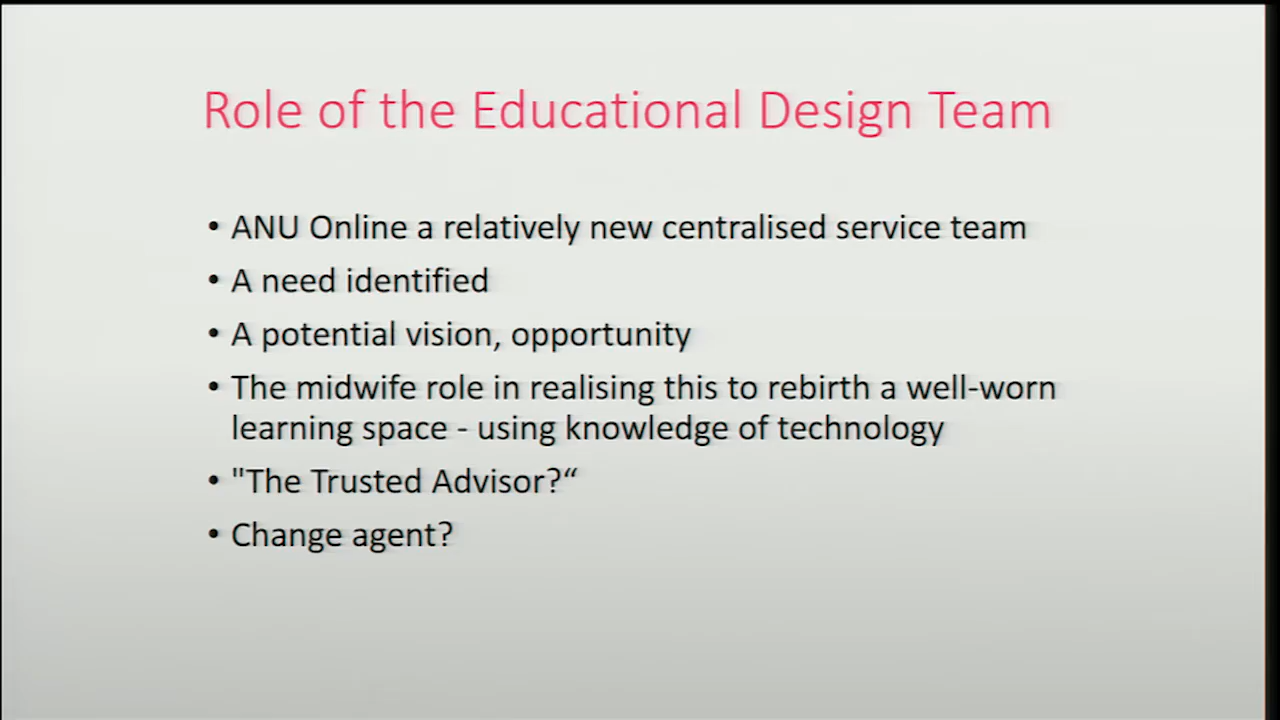 Role of the Educational Design Team
• ANU Online a relatively new centralised service team
• A need identified
• A potential vision, opportunity
• The midwife role in realising this to rebirth a well-worn
learning space - using knowledge of technology
• "The Trusted Advisor?“
• Change agent?